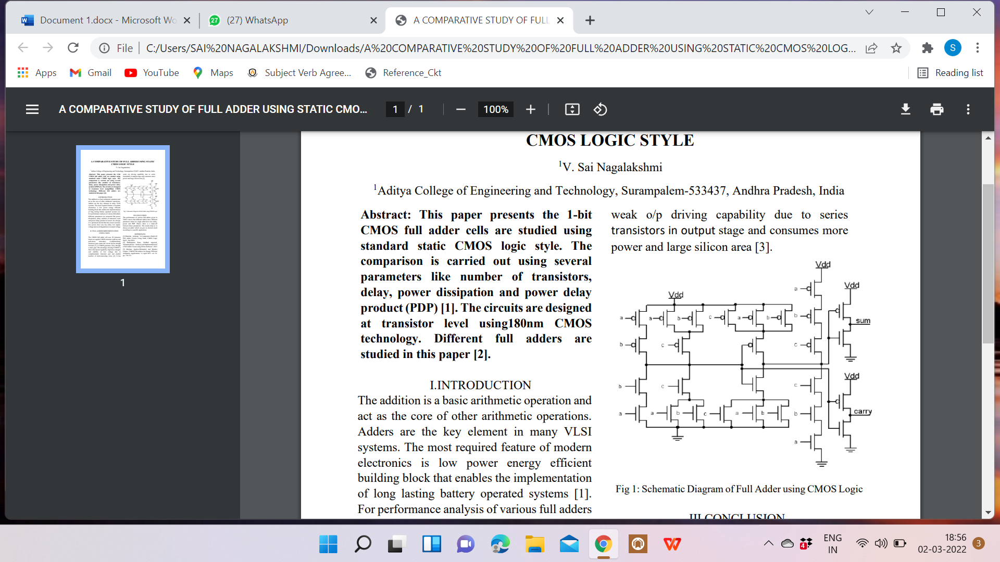 Document 1.docx - Microsoft Wo
27
(27) WhatsApp
A COMPARATIVE STUDY OF FULL
File
C:/Users/SAI%20NAGALAKSHMI/Downloads/A%20COMPARATIVE%20STUDY%20OF%20FULL%20ADDER%20USING%20STATIC%20CMOS%20LOG...
S
Apps
Gmail
YouTube
Maps
Subject Verb Agree...
Reference_Ckt
Reading list
A COMPARATIVE STUDY OF FULL ADDER USING STATIC CMO...
1 / 1
100%
1
CMOS LOGIC STYLE
1V. Sai Nagalakshmi
1Aditya College of Engineering and Technology, Surampalem-533437, Andhra Pradesh, India
Abstract: This paper presents the 1-bit
CMOS full adder cells are studied using
standard static CMOS logic style. The
comparison is carried out using several
parameters like number of transistors,
delay, power dissipation and power delay
product (PDP) [1]. The circuits are designed
at transistor level using180nm CMOS
technology. Different full adders are
studied in this paper [2].
I.INTRODUCTION
The addition is a basic arithmetic operation and
act as the core of other arithmetic operations.
Adders are the key element in many VLSI
systems. The most required feature of modern
electronics is low power energy efficient
building block that enables the implementation
of long lasting battery operated systems [1].
For performance analysis of various full adders
weak o/p driving capability due to series
transistors in output stage and consumes more
power and large silicon area [3].
Vdd
a
Vdd
Vdd
a a b c a b b
sum
b c c
Vdd
b c c
a a b c a b b
carry
a
Fig 1: Schematic Diagram of Full Adder using CMOS Logic
III.CONCLUSION
4
ENG
IN
18:56
02-03-2022
3